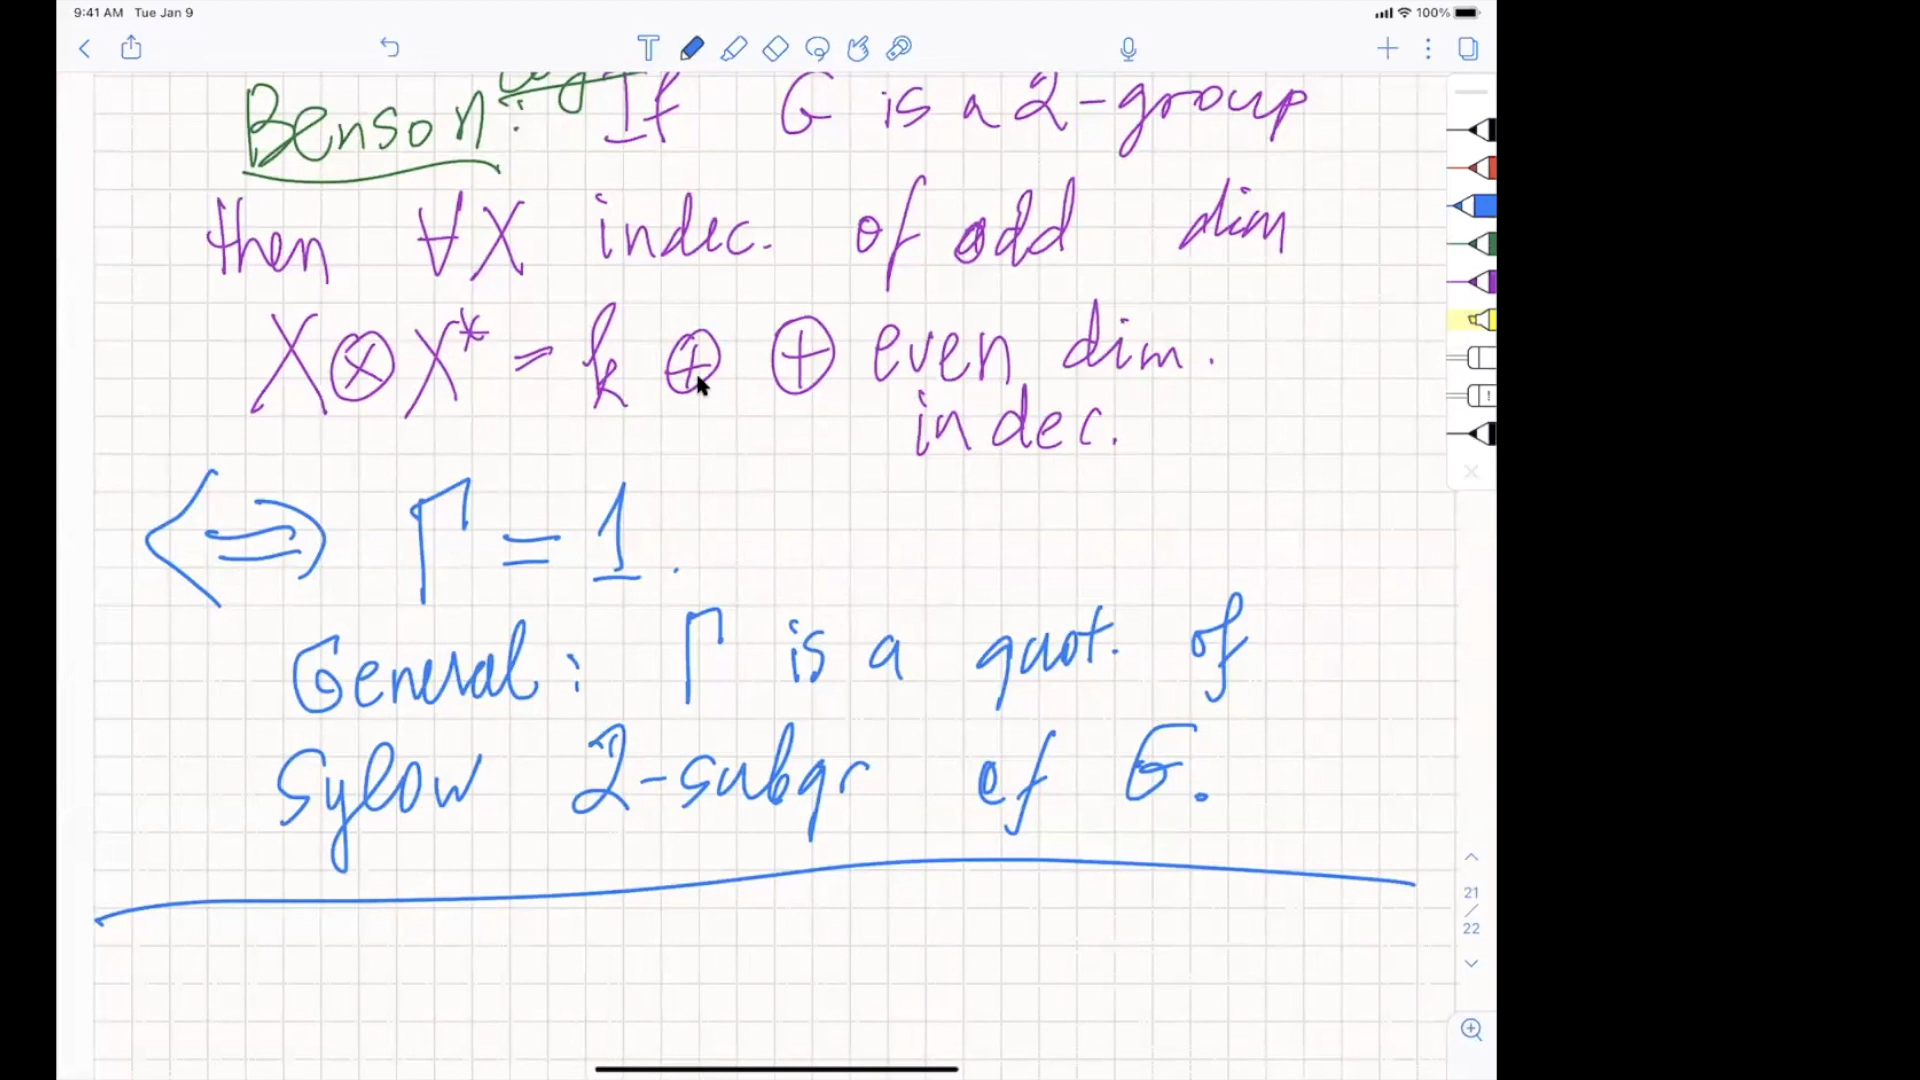 9:41 AM Tue Jan 9
100%
T
Benson: If G is a 2-group
then ∀X indec. of odd dim
X⊗X* = k ⊕ ⊕ even dim.
indec.
⟺ Γ = 1.
General: Γ is a quot. of
Sylow 2-subgr of G.
21
/
22